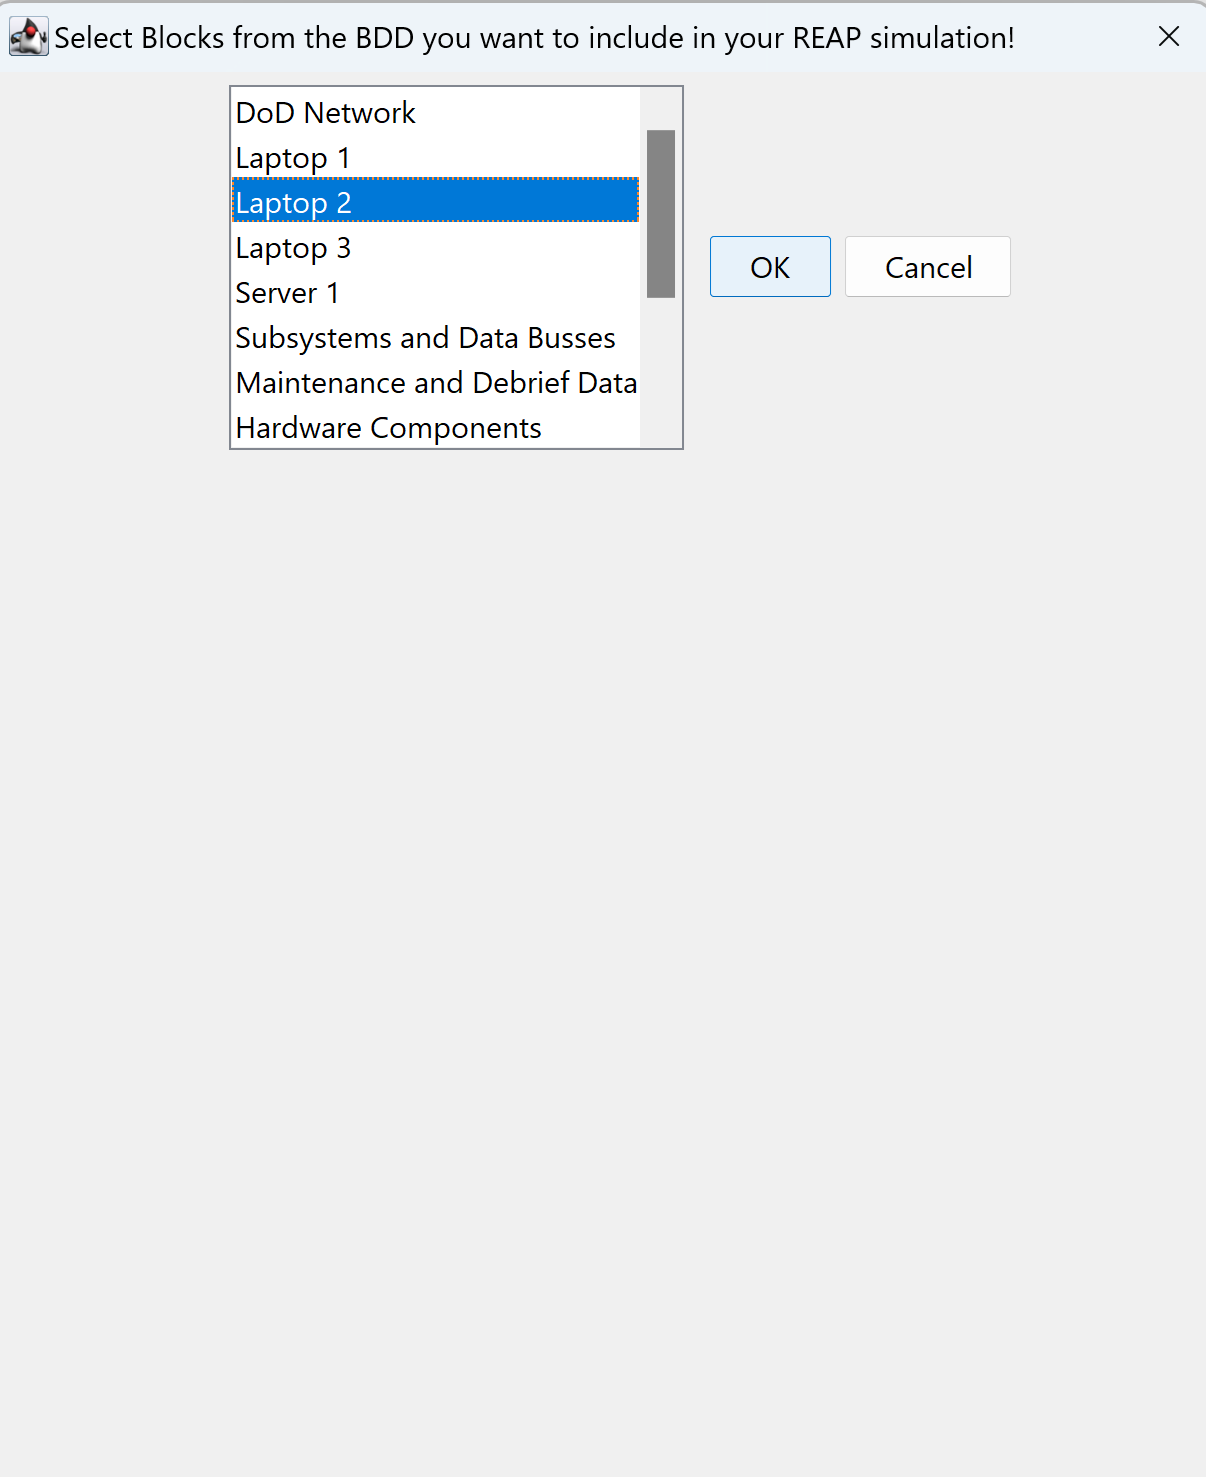 Select Blocks from the BDD you want to include in your REAP simulation!
DoD Network
Laptop 1
Laptop 2
Laptop 3
Server 1
Subsystems and Data Busses
Maintenance and Debrief Data
Hardware Components
OK
Cancel